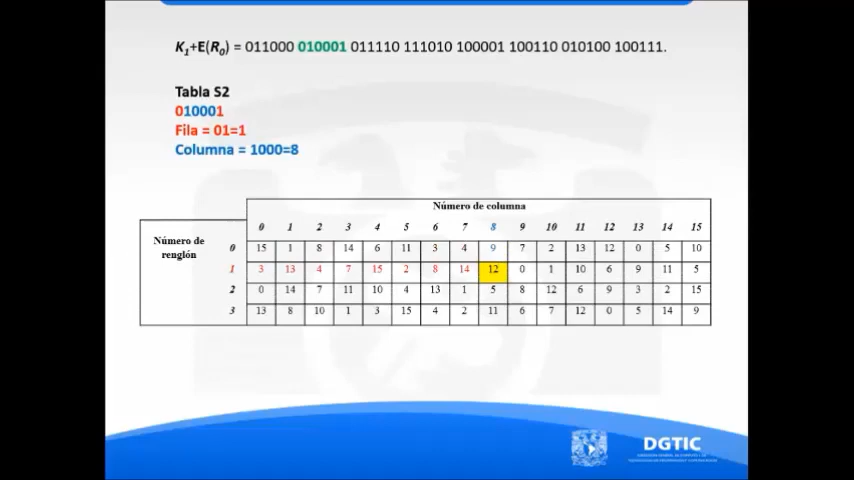 K1+E(R0) = 011000 010001 011110 111010 100001 100110 010100 100111.
Tabla S2
010001
Fila = 01=1
Columna = 1000=8
Número de columna
Número de renglón
0 1 2 3 4 5 6 7 8 9 10 11 12 13 14 15
0 15 1 8 14 6 11 3 4 9 7 2 13 12 0 5 10
1 3 13 4 7 15 2 8 14 12 0 1 10 6 9 11 5
2 0 14 7 11 10 4 13 1 5 8 12 6 9 3 2 15
3 13 8 10 1 3 15 4 2 11 6 7 12 0 5 14 9
DGTIC